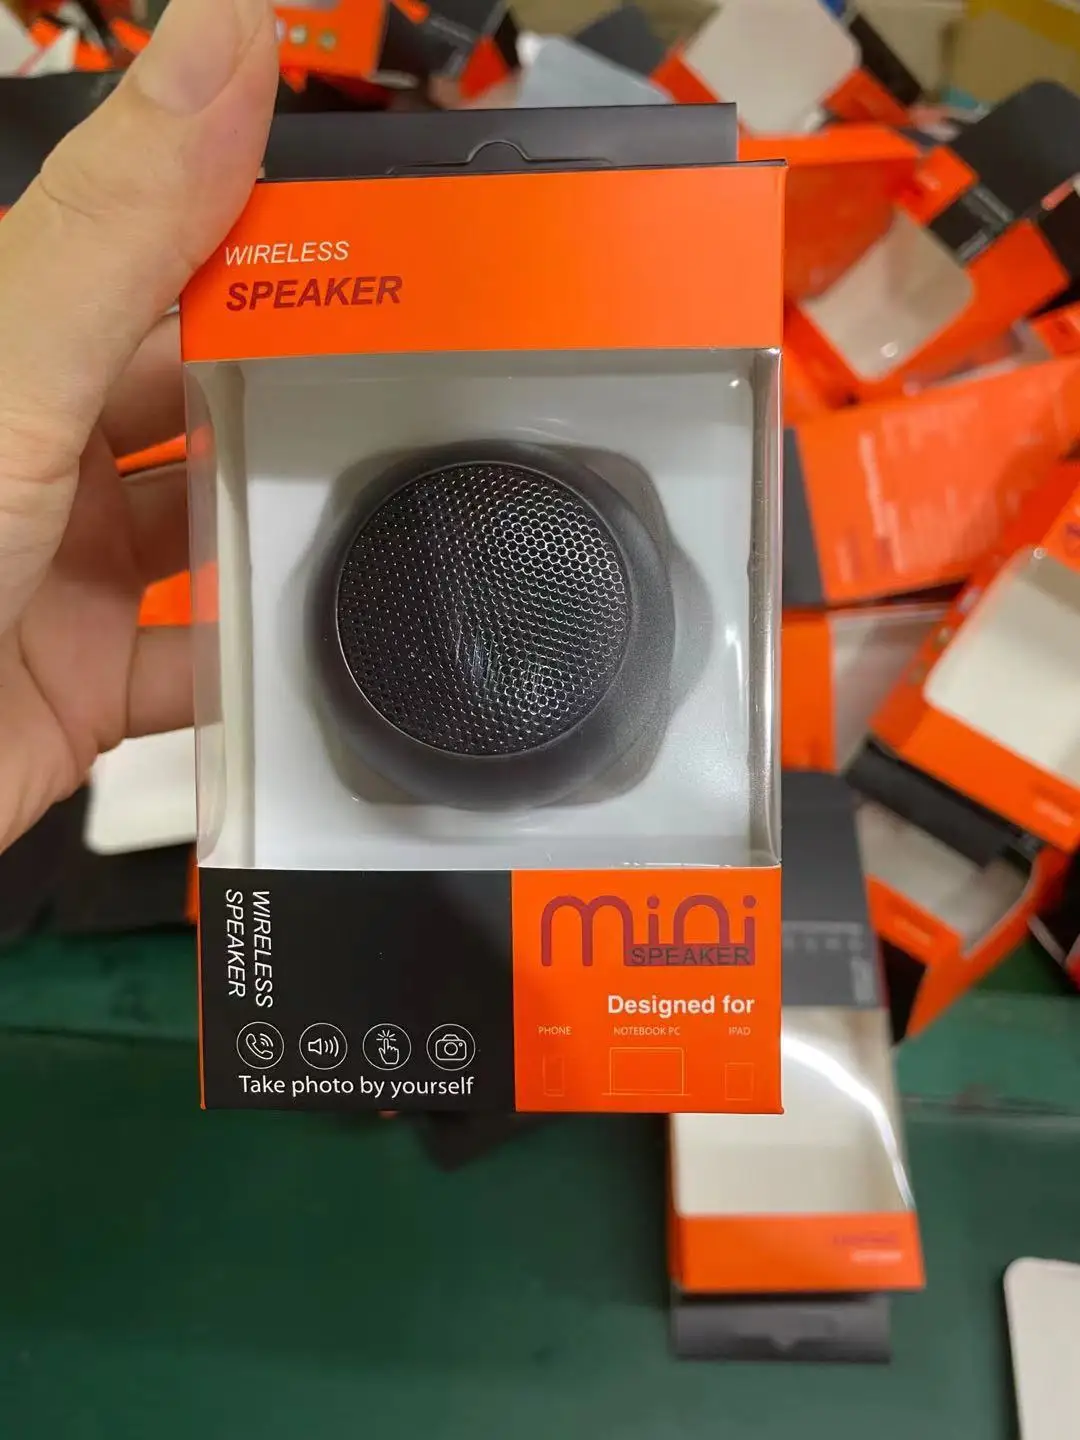 WIRELESS
SPEAKER
WIRELESS
SPEAKER
Take photo by yourself
mini
SPEAKER
Designed for
PHONE NOTEBOOK PC IPAD